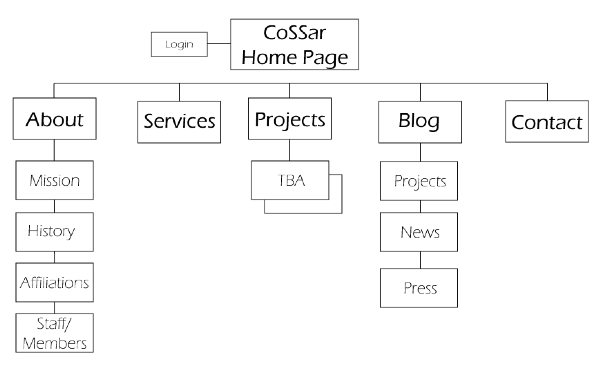 CoSSar
Home Page
Login
About
Services
Projects
Blog
Contact
Mission
History
Affiliations
Staff/
Members
TBA
Projects
News
Press